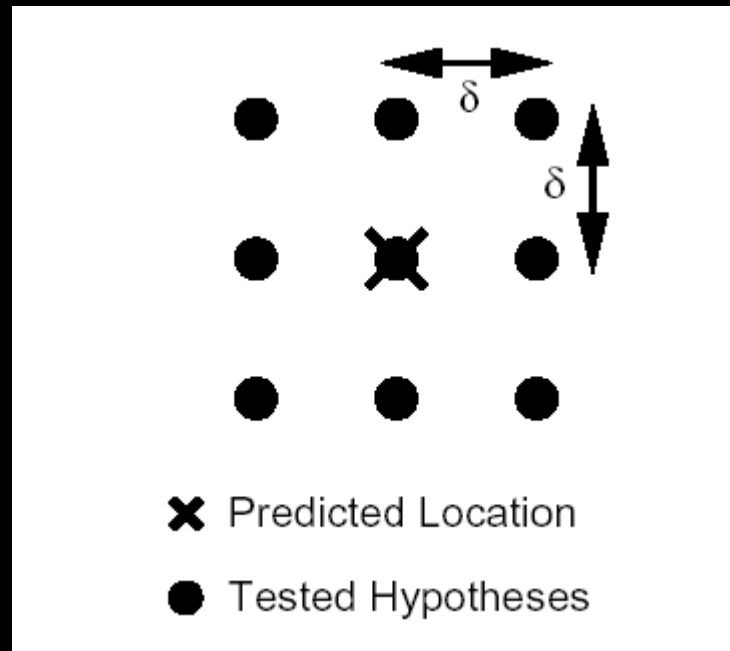 δ
δ
Predicted Location
Tested Hypotheses